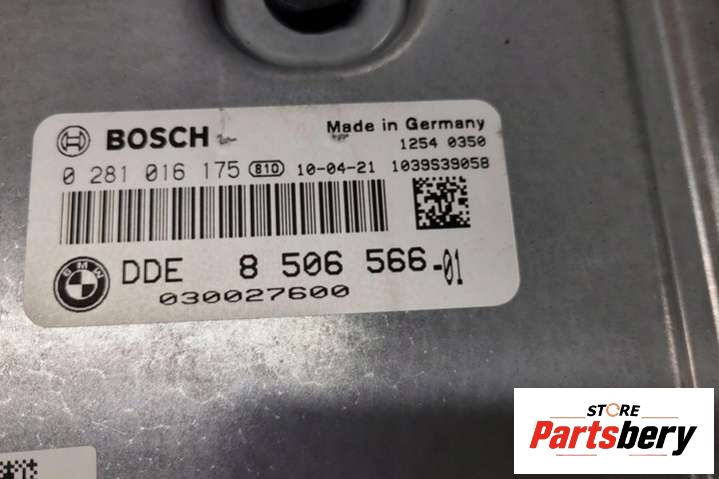 BOSCH
Made in Germany
1254 0350
0 281 016 175 810 10-04-21 1039S39058
BMW
DDE 8 506 566-01
030027600
STORE
Partsbery